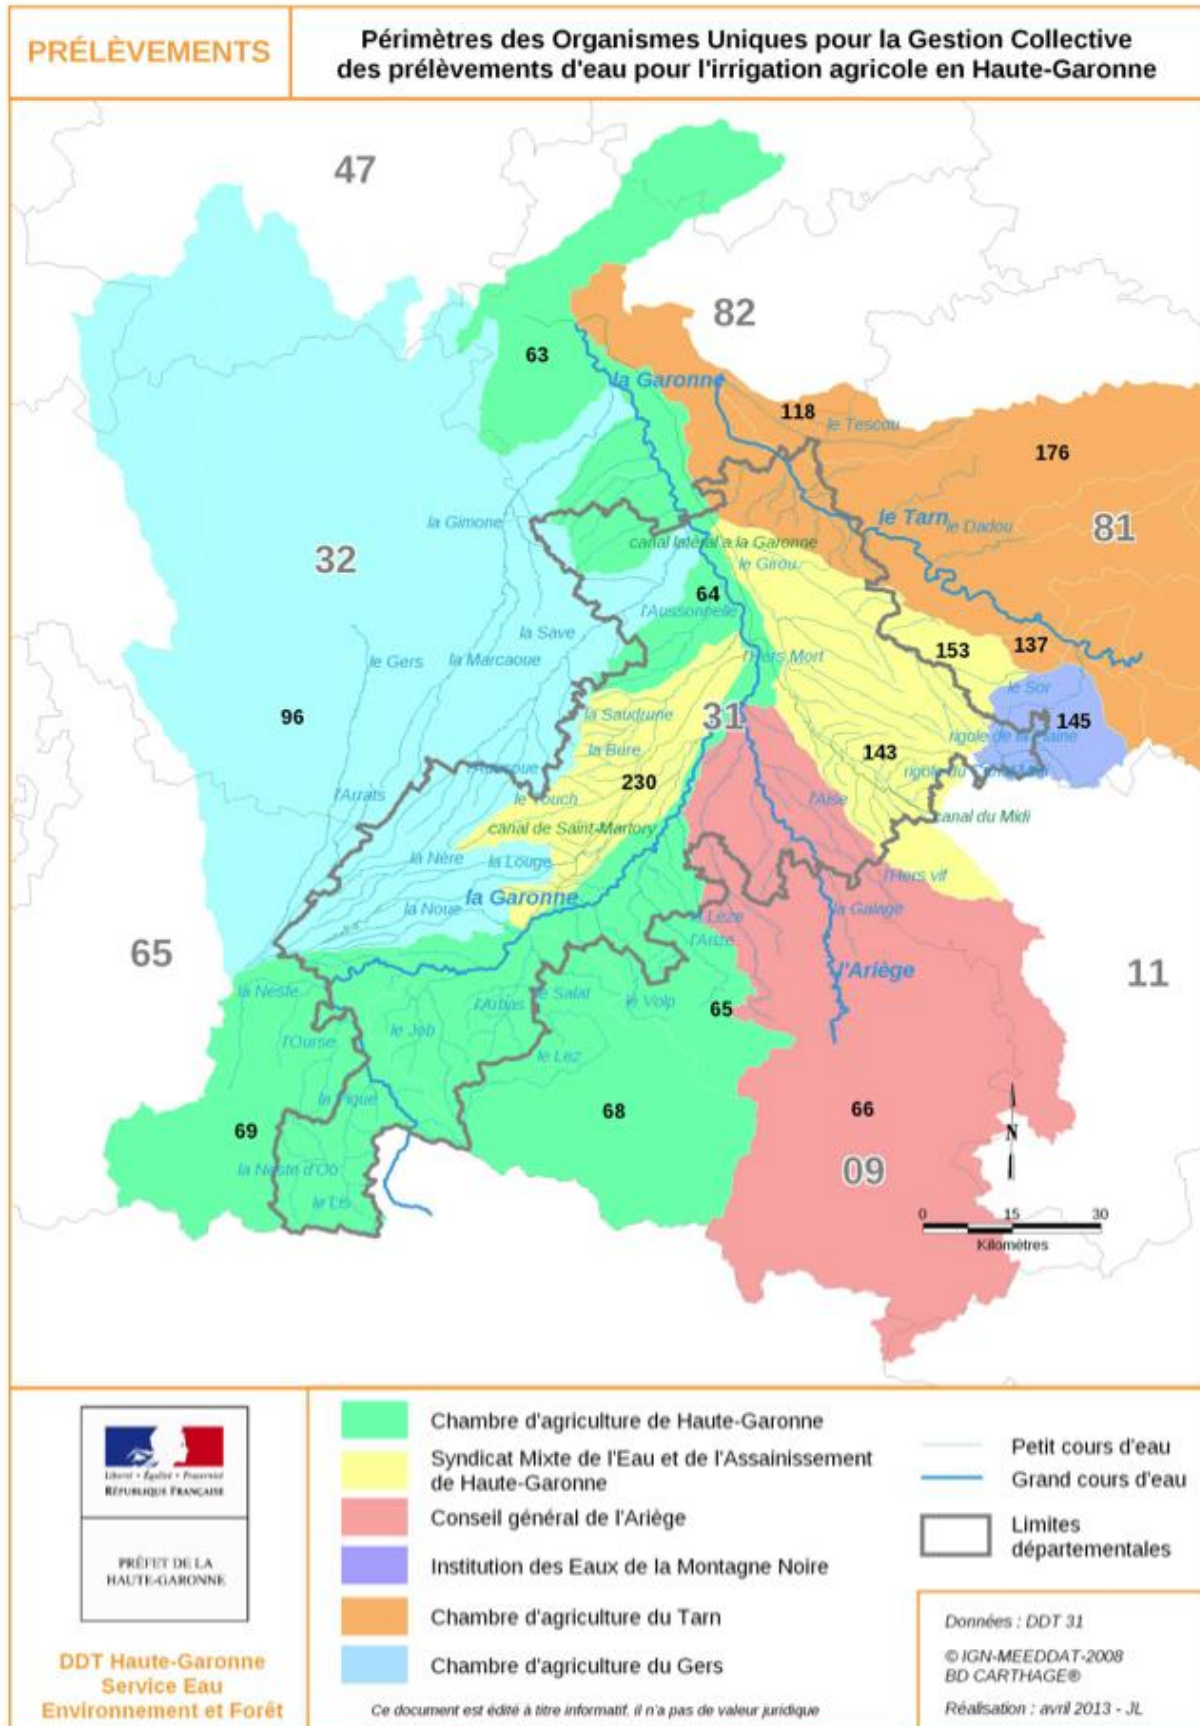 PRÉLÈVEMENTS
Périmètres des Organismes Uniques pour la Gestion Collective
des prélèvements d'eau pour l'irrigation agricole en Haute-Garonne
47
82
63
la Garonne
118
le Tescou
176
le Tarn
le Dadou
81
la Gimone
canal latéral a la Garonne
32
le Girou
64
l'Aussonnelle
la Save
le Gers
la Marcaoue
l'Hers Mort
153
137
le Sor
96
la Saudrune
31
145
rigole de la Plaine
la Bure
143
230
l'Arrats
le Touch
l'Aïse
canal de Saint-Martory
canal du Midi
la Nère
la Louge
l'Hers vif
la Garonne
la Noue
la Galage
la Lèze
l'Arize
65
l'Ariège
11
la Neste
l'Arbas
le Salat
le Volp
65
le Job
l'Ourse
le Lez
la Pique
69
68
66
N
la Neste d'Oô
09
le Lis
0 15 30
Kilométres
Liberté • Égalité • Fraternité
RÉPUBLIQUE FRANÇAISE
PRÉFET DE LA
HAUTE-GARONNE
DDT Haute-Garonne
Service Eau
Environnement et Forêt
Chambre d'agriculture de Haute-Garonne
Syndicat Mixte de l'Eau et de l'Assainissement
de Haute-Garonne
Conseil général de l'Ariège
Institution des Eaux de la Montagne Noire
Chambre d'agriculture du Tarn
Chambre d'agriculture du Gers
Ce document est édité à titre informatif, il n'a pas de valeur juridique
Petit cours d'eau
Grand cours d'eau
Limites
départementales
Données : DDT 31
© IGN-MEEDDAT-2008
BD CARTHAGE®
Réalisation : avril 2013 - JL